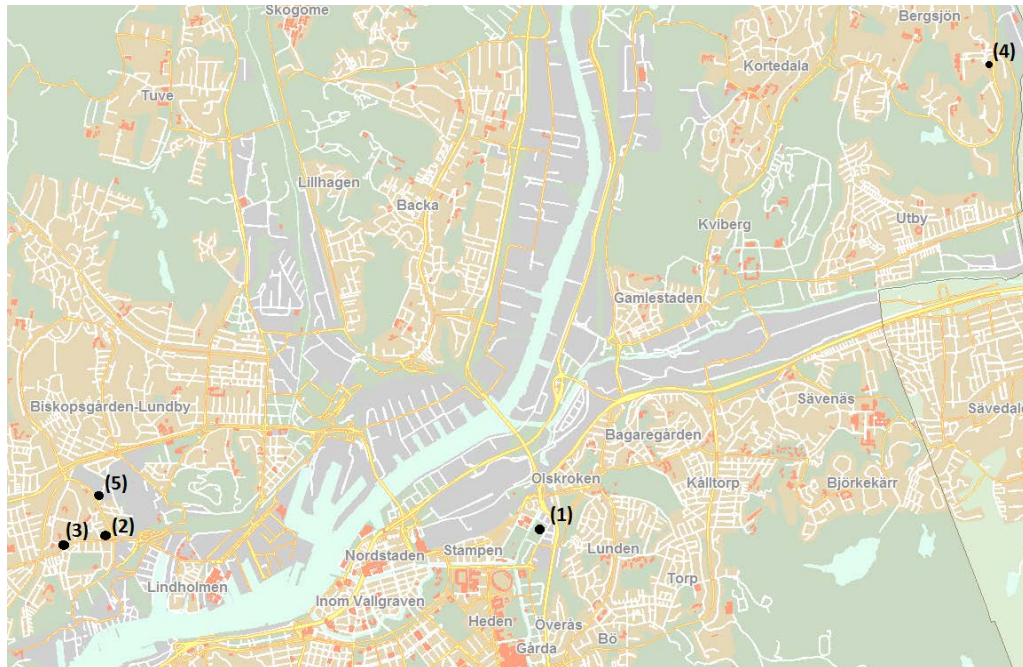 Skogome
Bergsjön
(4)
Kortedala
Tuve
Lillhagen
Backa
Kviberg
Utby
Gamlestaden
Biskopsgården-Lundby
Sävenäs
Sävedale
Bagaregården
Olskroken
Kålltorp
Björkekärr
(5)
(3)
(2)
(1)
Nordstaden
Stampen
Lunden
Lindholmen
Torp
Inom Vallgraven
Heden
Överås
Bö
Gårda